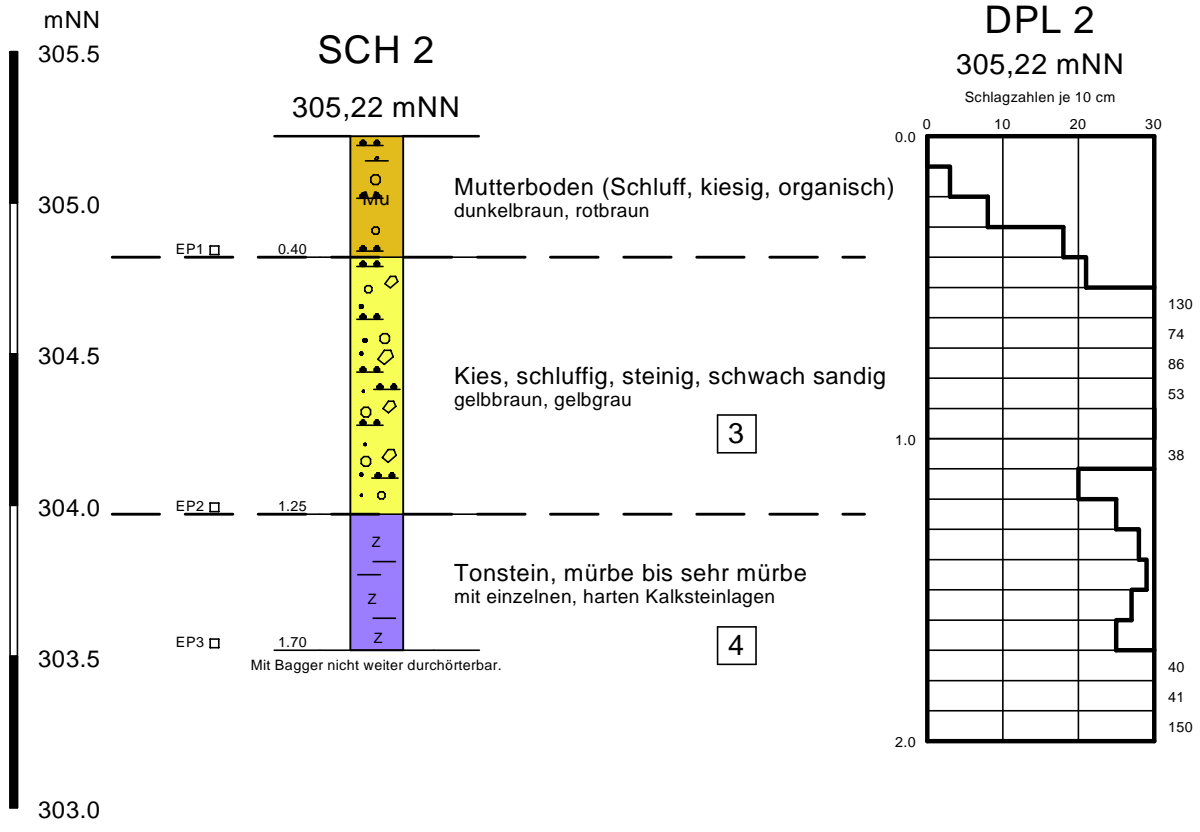 mNN
305.5
305.0
304.5
304.0
303.5
303.0
SCH 2
305,22 mNN
Mu
EP1
0.40
Mutterboden (Schluff, kiesig, organisch)
dunkelbraun, rotbraun
Kies, schluffig, steinig, schwach sandig
gelbbraun, gelbgrau
3
EP2
1.25
Z
Z
Z
Tonstein, mürbe bis sehr mürbe
mit einzelnen, harten Kalksteinlagen
4
EP3
1.70
Mit Bagger nicht weiter durchörterbar.
DPL 2
305,22 mNN
Schlagzahlen je 10 cm
0 10 20 30
0.0
1.0
2.0
130
74
86
53
38
40
41
150